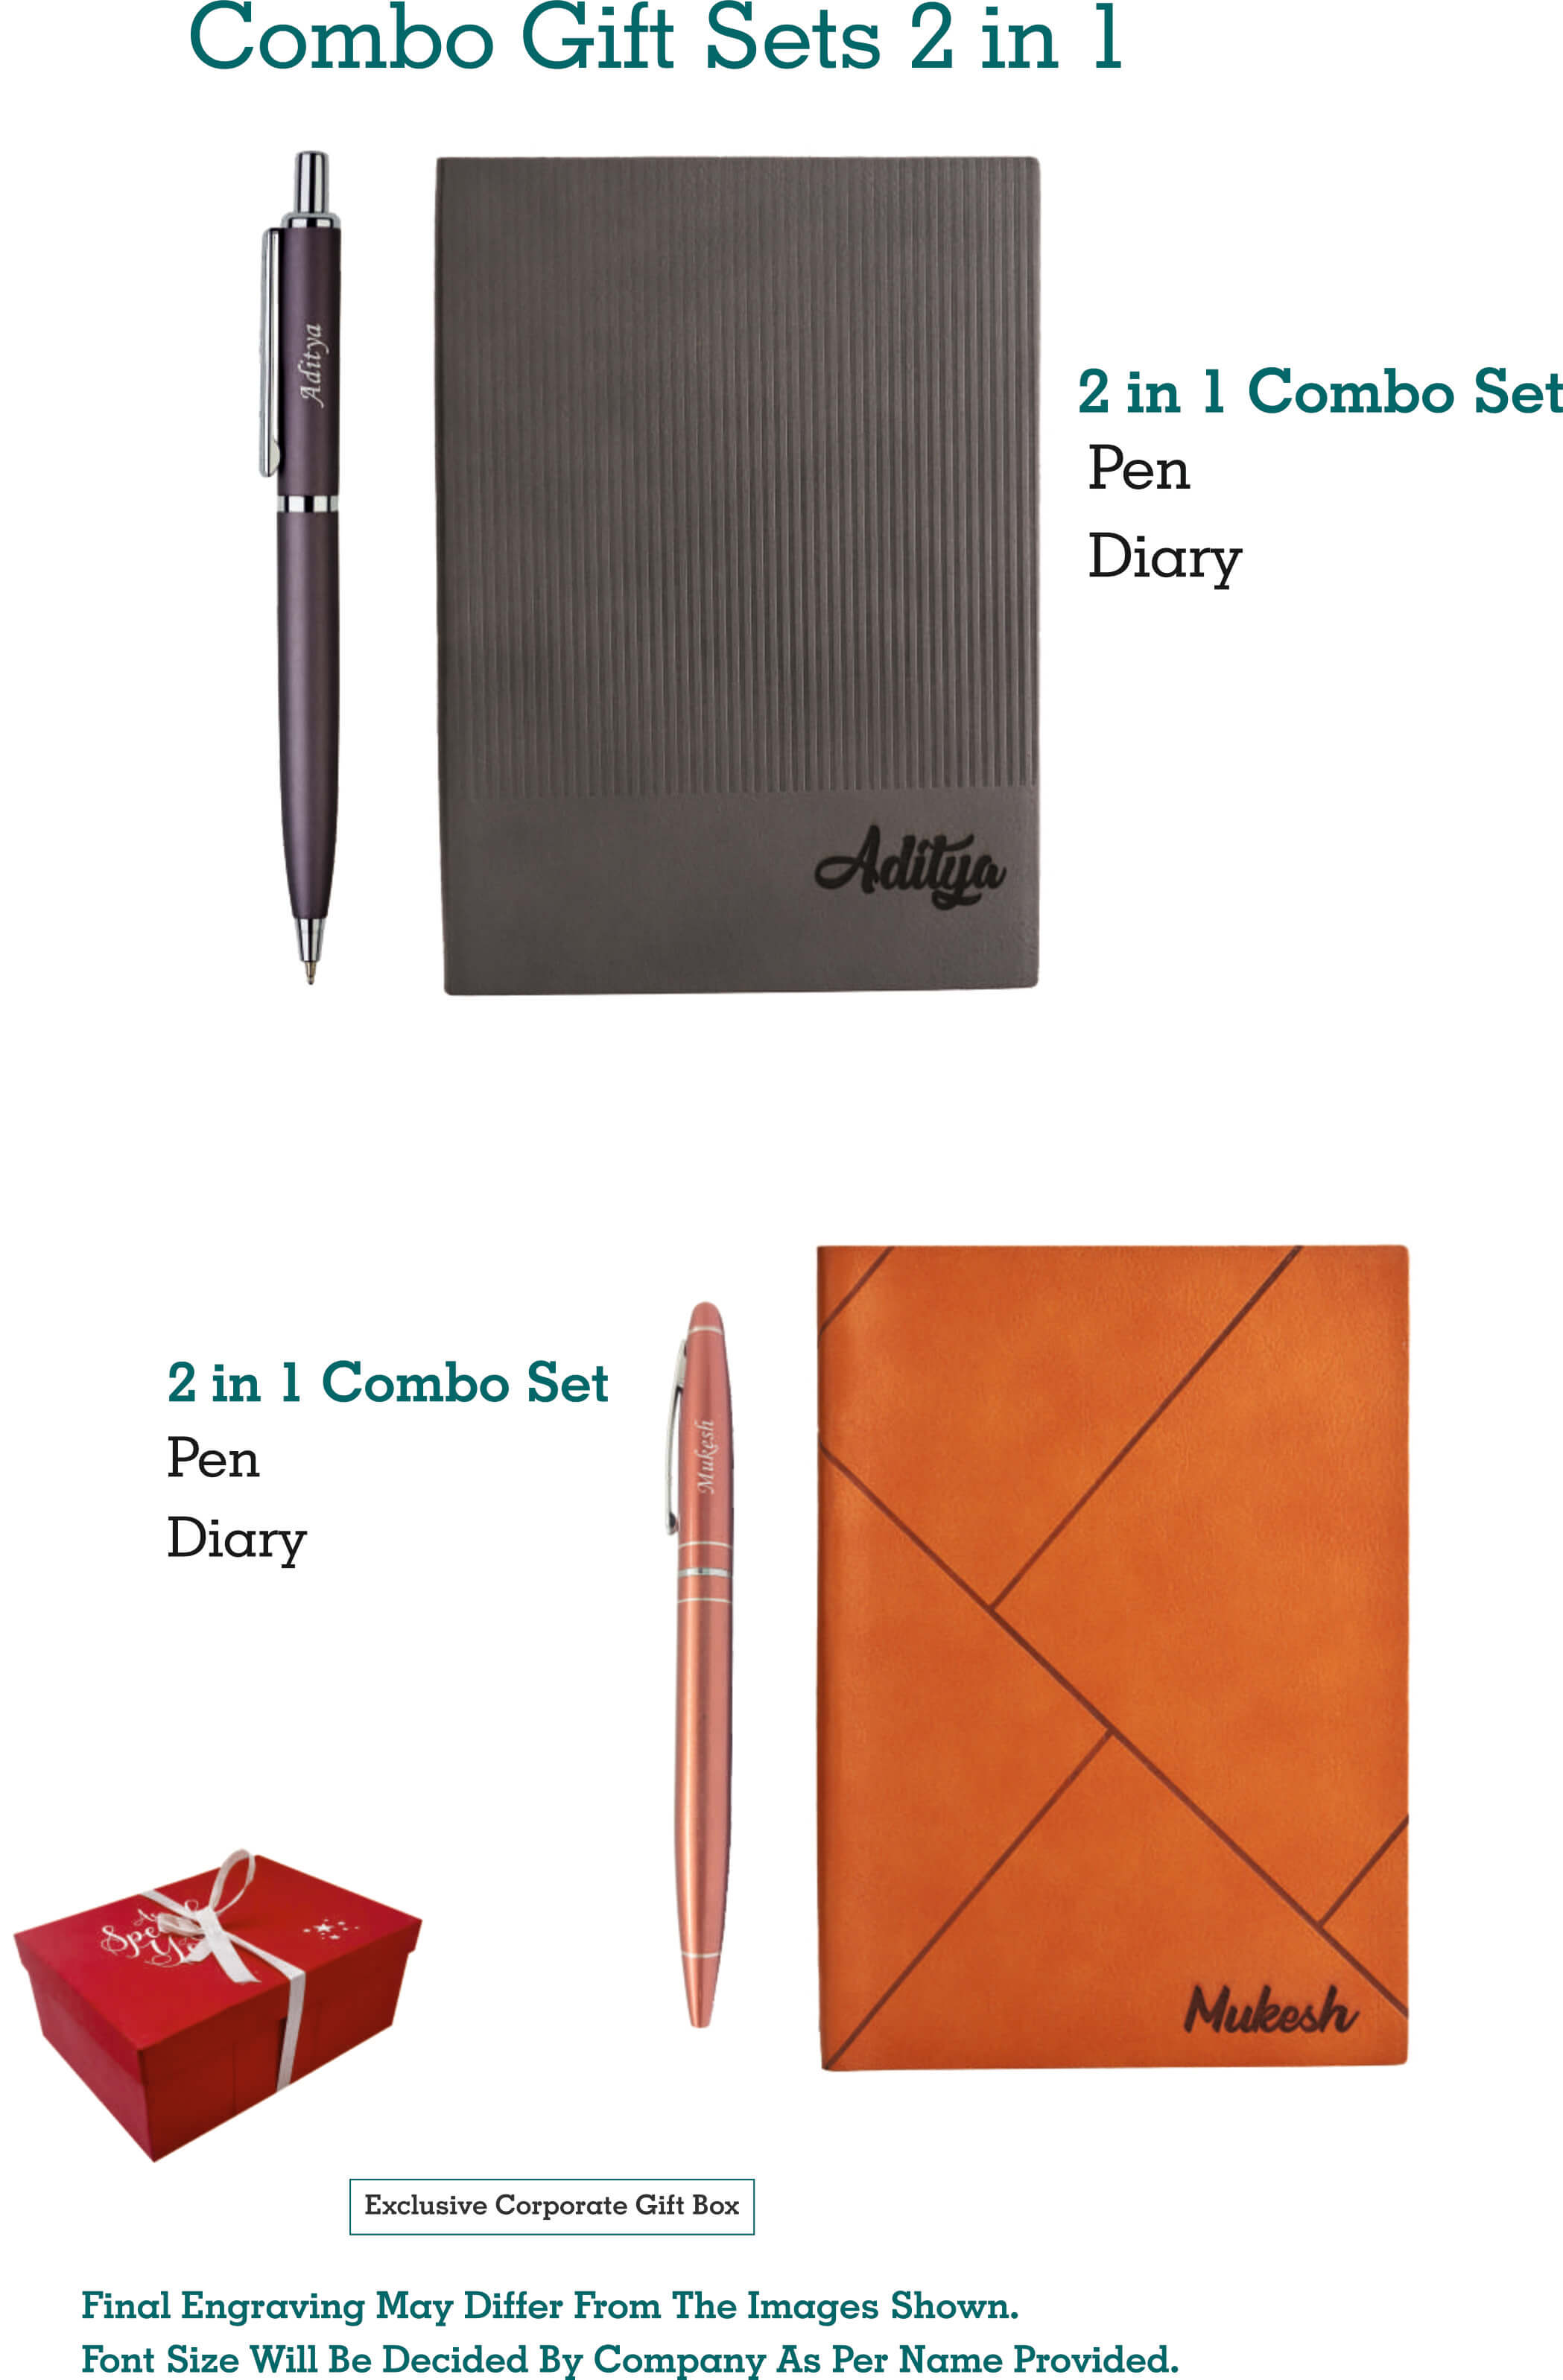 Combo Gift Sets 2 in 1
Aditya
Aditya
2 in 1 Combo Set
Pen
Diary
2 in 1 Combo Set
Pen
Diary
Mukesh
Mukesh
Exclusive Corporate Gift Box
Final Engraving May Differ From The Images Shown.
Font Size Will Be Decided By Company As Per Name Provided.